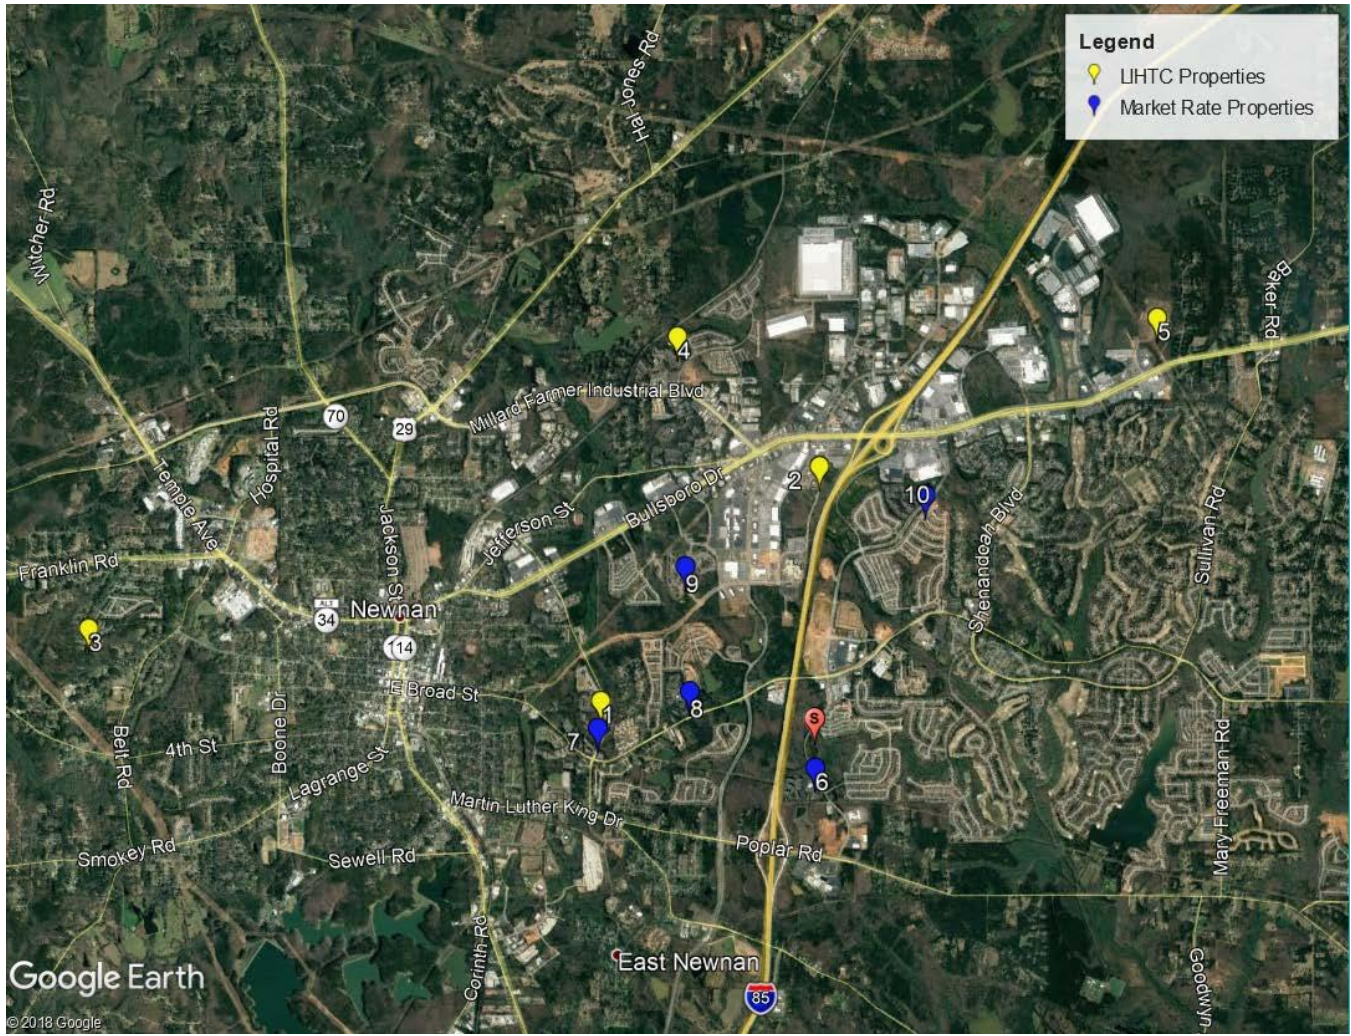 Legend
LIHTC Properties
Market Rate Properties
Hal Jones Rd
Witcher Rd
Baker Rd
5
4
Millard Farmer Industrial Blvd
70
29
Hospital Rd
Temple Ave
Jackson St
Jefferson St
Bullsboro Dr
2
10
Shenandoah Blvd
Sullivan Rd
Franklin Rd
9
34
Newnan
114
3
E Broad St
1
7
8
S
6
4th St
Belt Rd
Boone Dr
Lagrange St
Martin Luther King Dr
Poplar Rd
Mary Freeman Rd
Smokey Rd
Sewell Rd
Corinth Rd
East Newnan
Goodwyn
85
Google Earth
© 2018 Google